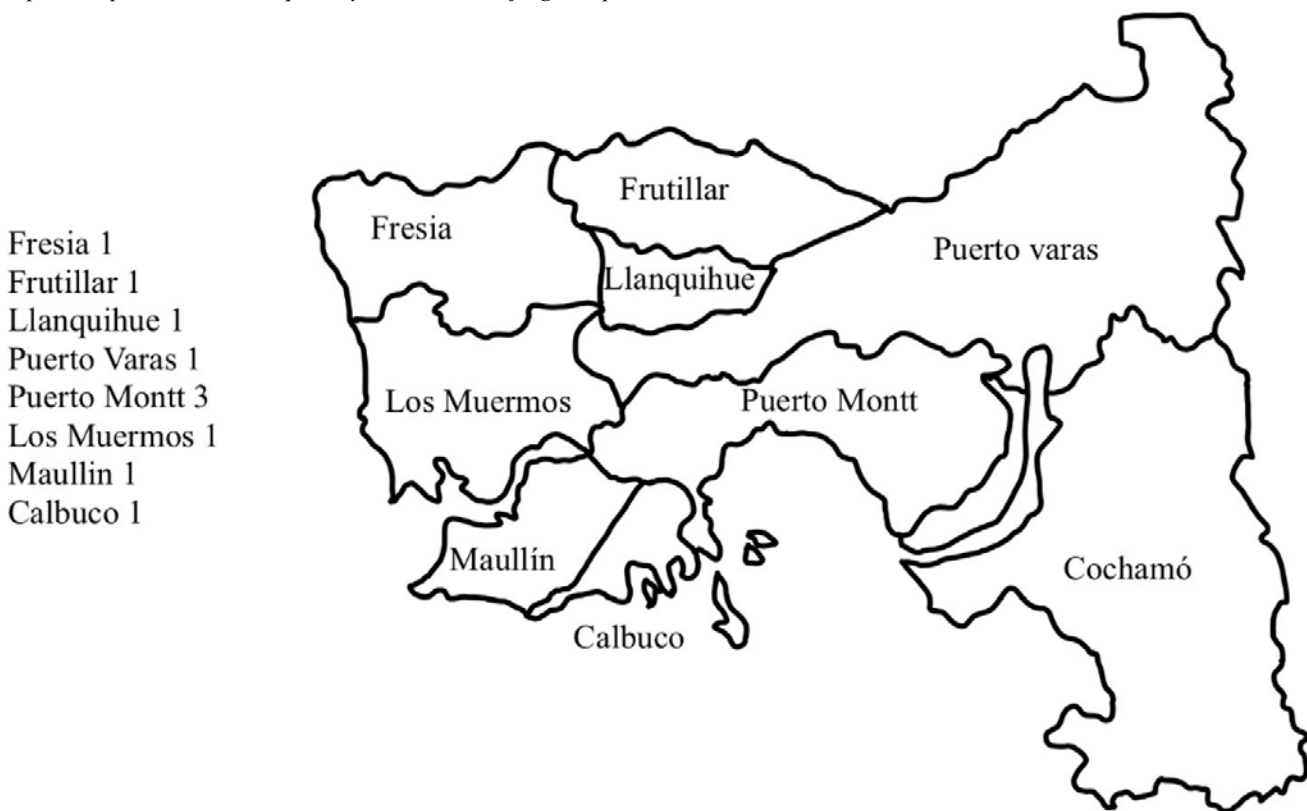 Fresia 1
Frutillar 1
Llanquihue 1
Puerto Varas 1
Puerto Montt 3
Los Muermos 1
Maullin 1
Calbuco 1
Frutillar
Fresia
Puerto varas
Llanquihue
Los Muermos
Puerto Montt
Maullín
Cochamó
Calbuco